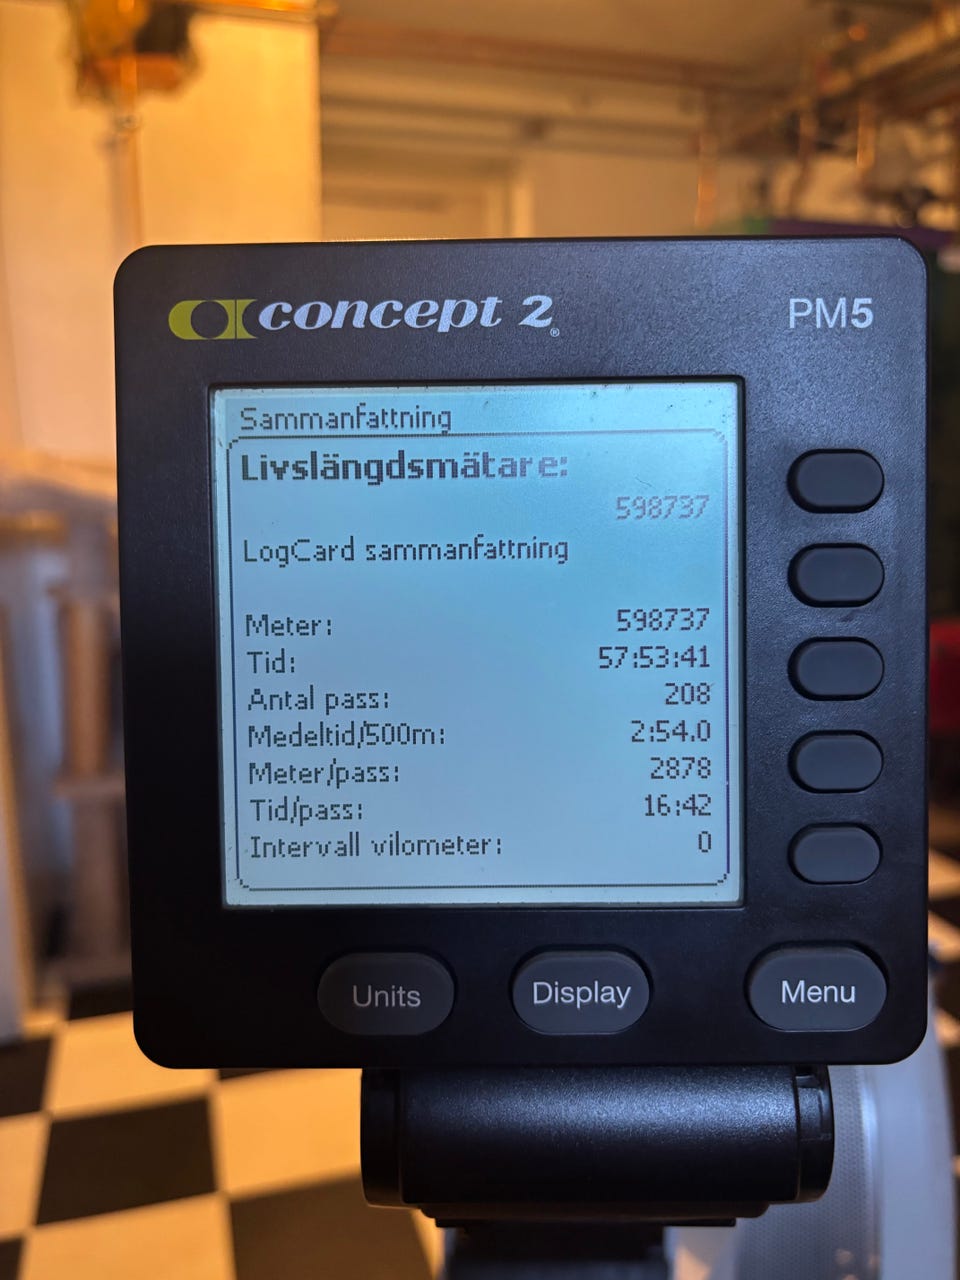 concept 2®
PM5
Sammanfattning
Livslängdsmätare:
598737
LogCard sammanfattning
Meter: 598737
Tid: 57:53:41
Antal pass: 208
Medeltid/500m: 2:54.0
Meter/pass: 2878
Tid/pass: 16:42
Intervall vilometer: 0
Units Display Menu